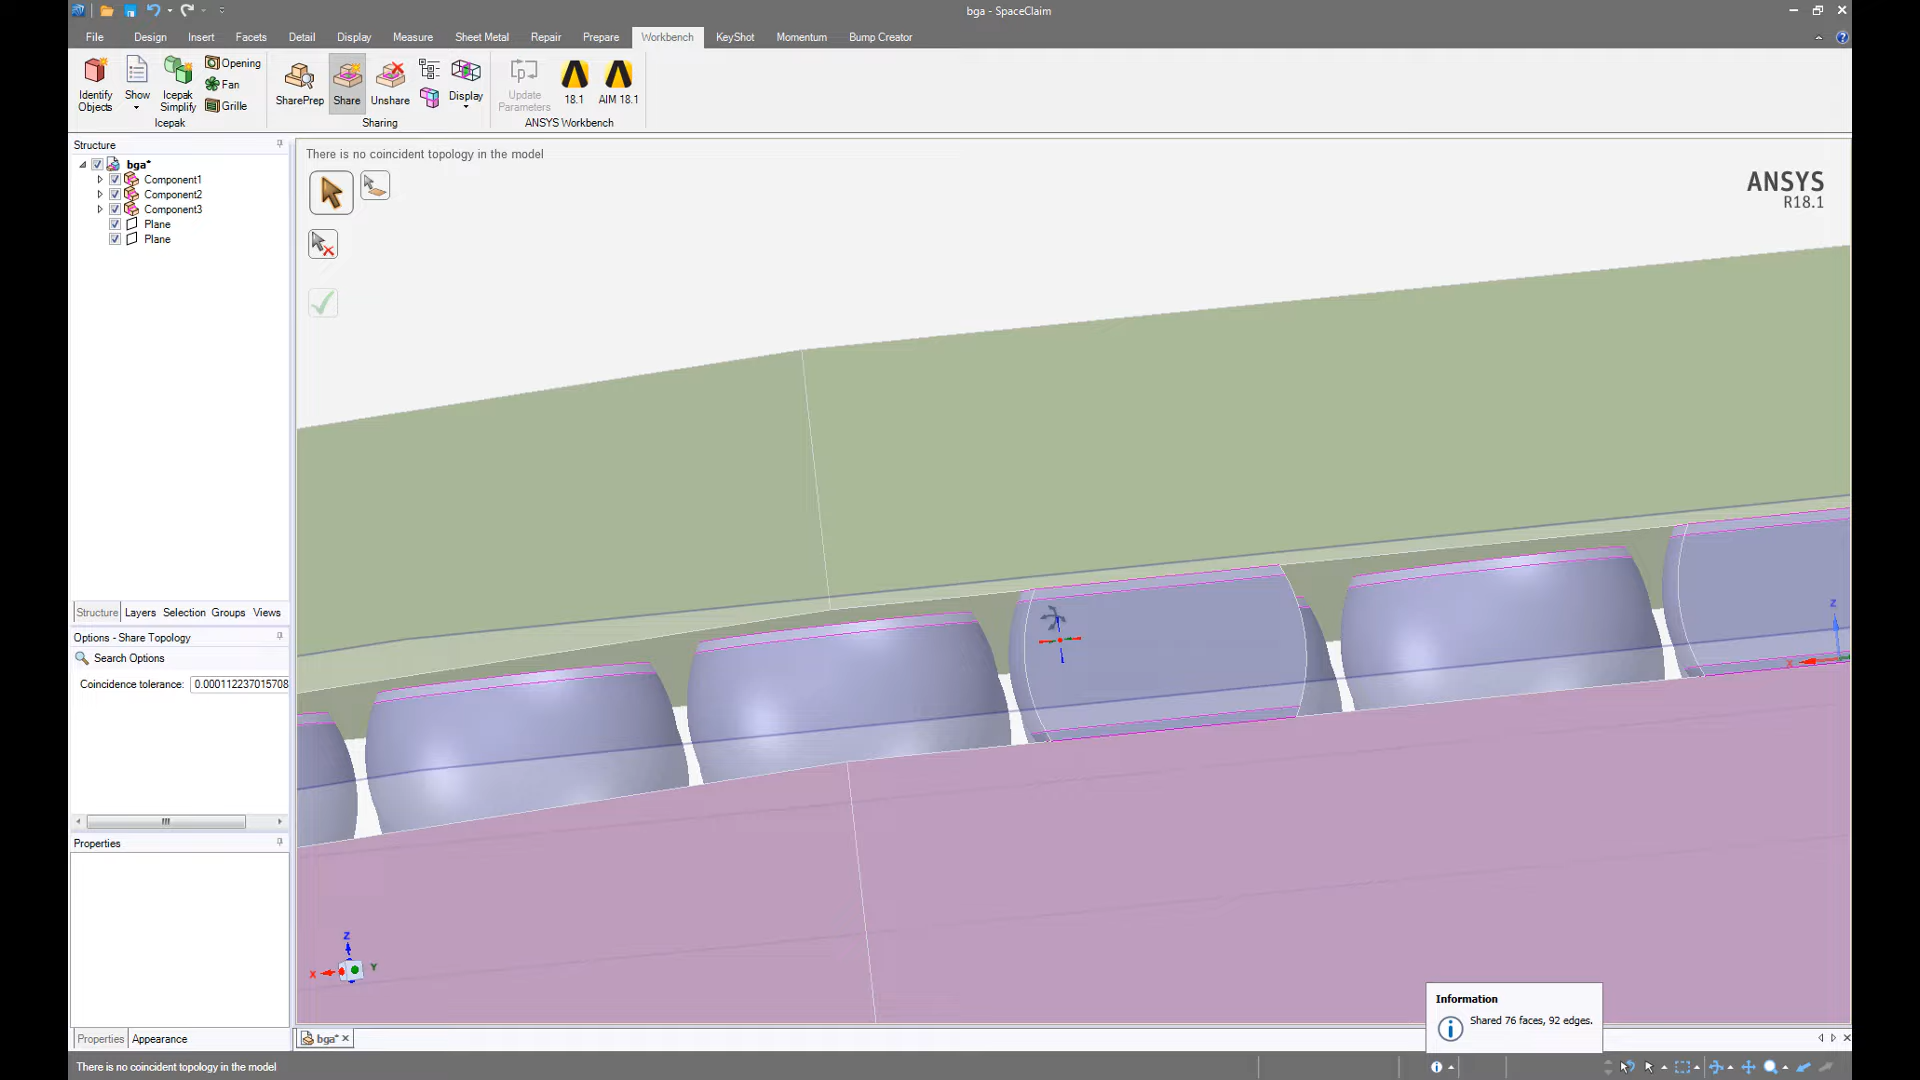 bga - SpaceClaim
File Design Insert Facets Detail Display Measure Sheet Metal Repair Prepare Workbench KeyShot Momentum Bump Creator
Identify Objects
Show
Icepak Simplify
Opening
Fan
Grille
SharePrep
Share
Unshare
Display
Update Parameters
18.1
AIM 18.1
Icepak
Sharing
ANSYS Workbench
Structure
bga*
Component1
Component2
Component3
Plane
Plane
Structure Layers Selection Groups Views
Options - Share Topology
Search Options
Coincidence tolerance: 0.000112237015708
Properties
Properties Appearance
There is no coincident topology in the model
ANSYS
R18.1
Z
X
Z
X
Y
Information
Shared 76 faces, 92 edges.
bga*
There is no coincident topology in the model